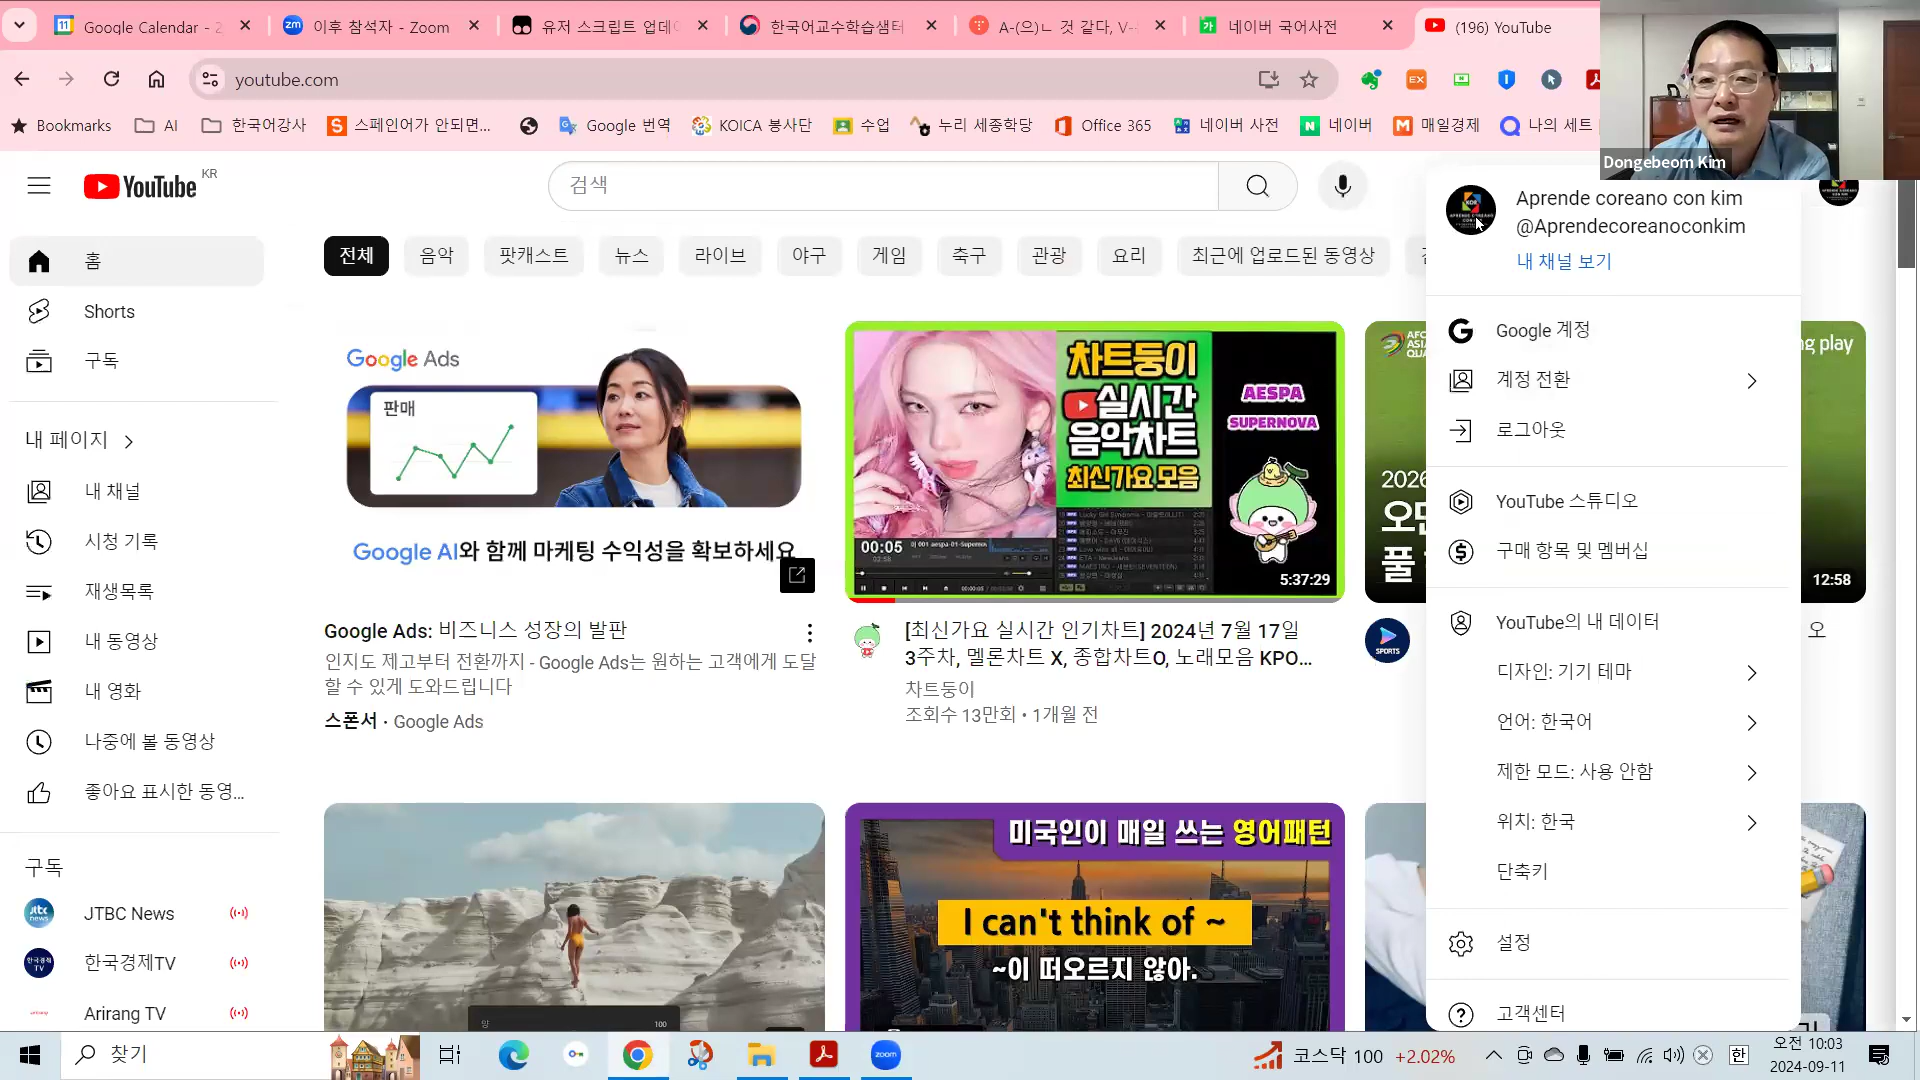 Google Calendar - 2
이후 참석자 - Zoom
유저 스크립트 업데이
한국어교수학습샘터
A-(으)ㄴ 것 같다, V-
네이버 국어사전
(196) YouTube
youtube.com
Bookmarks
AI
한국어강사
스페인어가 안되면...
Google 번역
KOICA 봉사단
수업
누리 세종학당
Office 365
네이버 사전
네이버
매일경제
나의 세트
Dongebeom Kim
YouTube KR
검색
전체
음악
팟캐스트
뉴스
라이브
야구
게임
축구
관광
요리
최근에 업로드된 동영상
홈
Shorts
구독
내 페이지
내 채널
시청 기록
재생목록
내 동영상
내 영화
나중에 볼 동영상
좋아요 표시한 동영...
구독
JTBC News
한국경제TV
Arirang TV
Google Ads
판매
Google AI와 함께 마케팅 수익성을 확보하세요
Google Ads: 비즈니스 성장의 발판
인지도 제고부터 전환까지 - Google Ads는 원하는 고객에게 도달
할 수 있게 도와드립니다
스폰서 · Google Ads
차트둥이
실시간
음악차트
최신가요 모음
AESPA
SUPERNOVA
00:05
5:37:29
[최신가요 실시간 인기차트] 2024년 7월 17일
3주차, 멜론차트 X, 종합차트O, 노래모음 KPO...
차트둥이
조회수 13만회 • 1개월 전
2026
오만
풀
ng play
12:58
SPORTS
오
미국인이 매일 쓰는 영어패턴
I can't think of ~
~이 떠오르지 않아.
100
Aprende coreano con kim
@Aprendecoreanoconkim
내 채널 보기
Google 계정
계정 전환
로그아웃
YouTube 스튜디오
구매 항목 및 멤버십
YouTube의 내 데이터
디자인: 기기 테마
언어: 한국어
제한 모드: 사용 안함
위치: 한국
단축키
설정
고객센터
찾기
zoom
코스닥 100 +2.02%
한
오전 10:03
2024-09-11